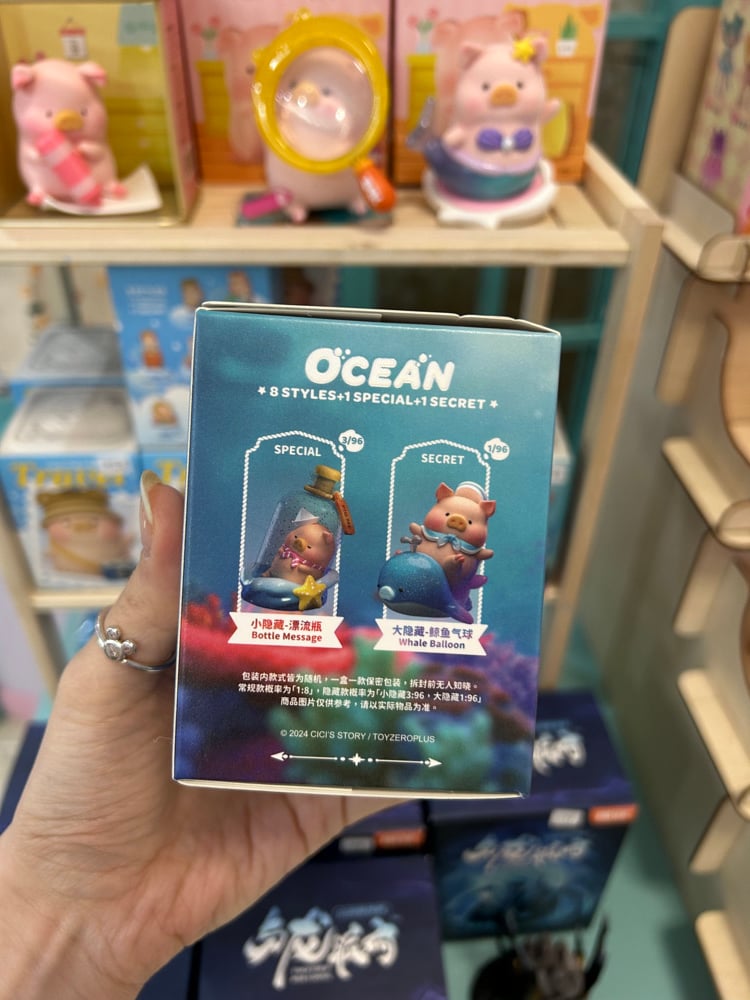 OCEAN
★ 8 STYLES+1 SPECIAL+1 SECRET ★
3/96
SPECIAL
1/96
SECRET
小隐藏-漂流瓶
Bottle Message
大隐藏-鲸鱼气球
Whale Balloon
包装内款式皆为随机，一盒一款保密包装，拆封前无人知晓。
常规款概率为「1:8」，隐藏款概率为「小隐藏3:96，大隐藏1:96」
商品图片仅供参考，请以实际物品为准。
© 2024 CICI'S STORY / TOYZEROPLUS
Travel